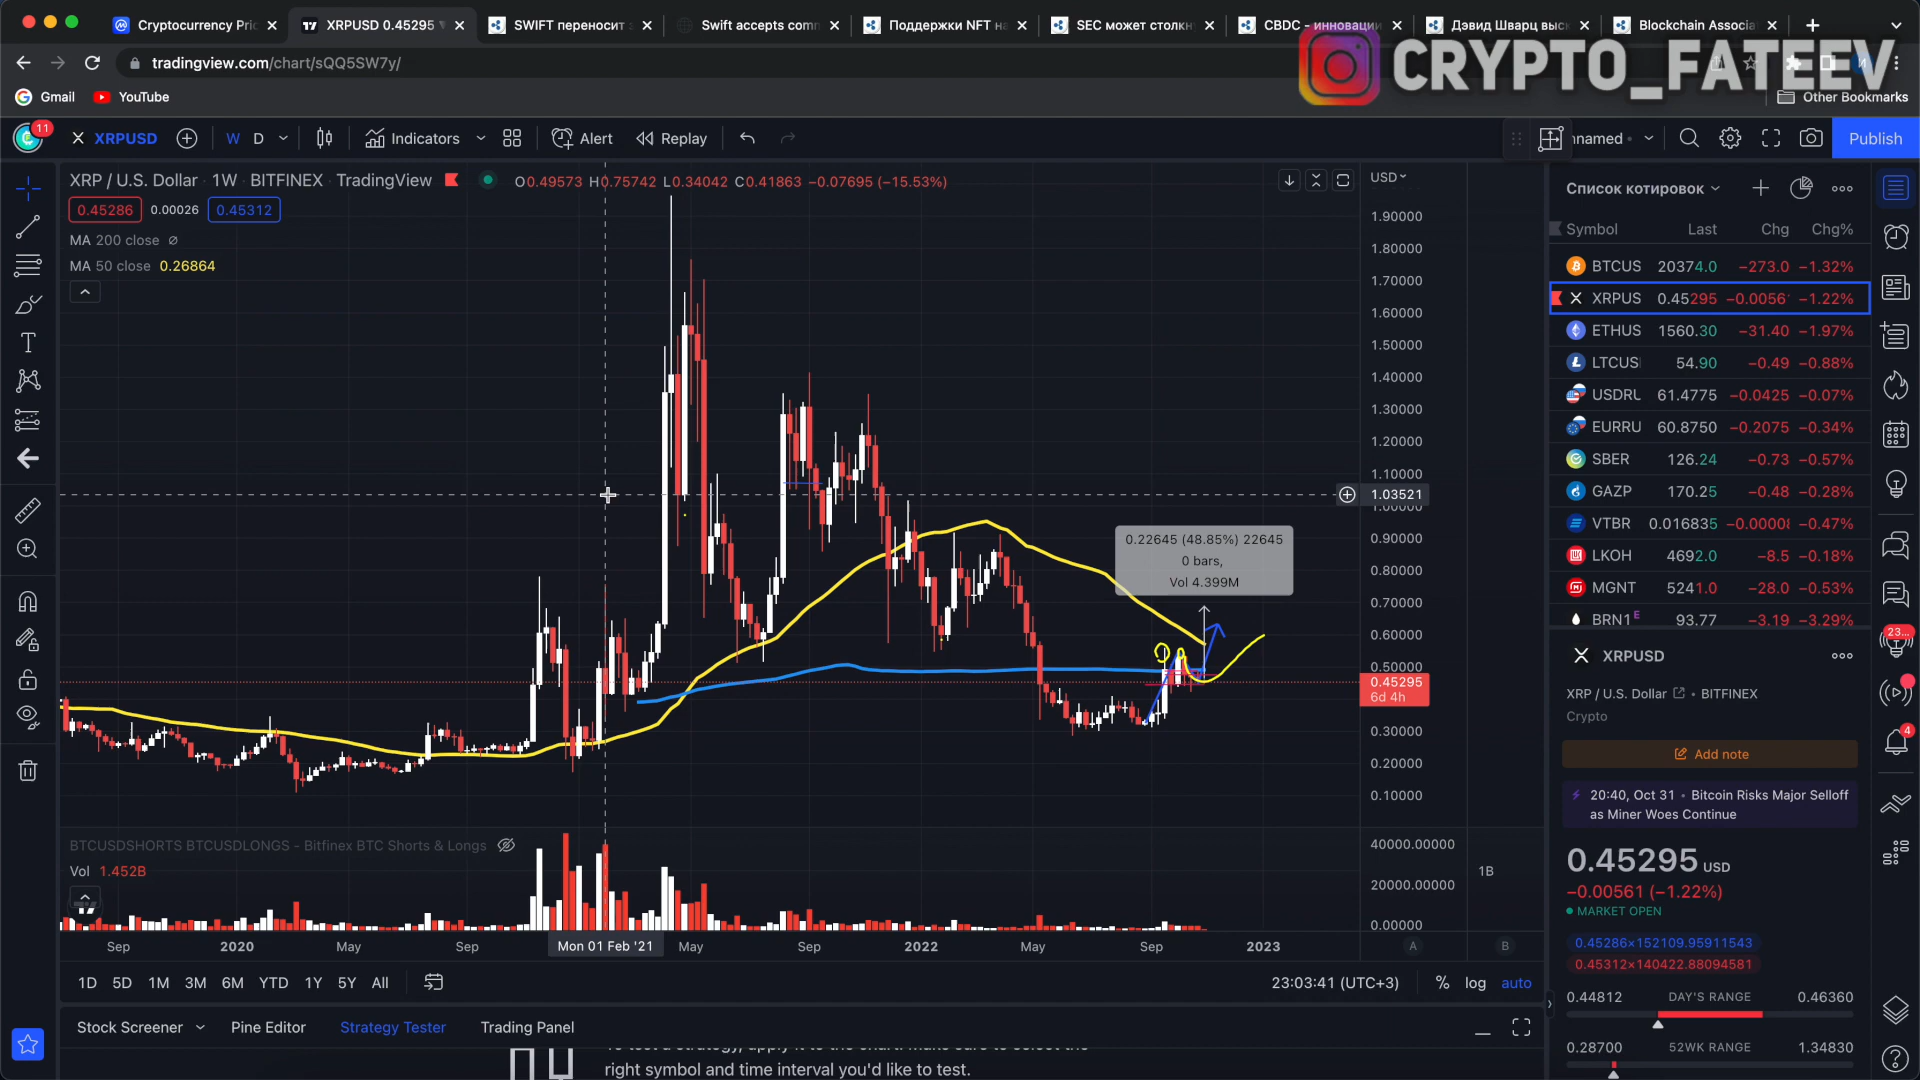 Cryptocurrency Pric
XRPUSD 0.45295
SWIFT переносит
Swift accepts com
Поддержки NFT на
SEC может столкн
CBDC - инновации
Дэвид Шварц выск
Blockchain Associa
tradingview.com/chart/sQQ5SW7y/
CRYPTO_FATEEV
Gmail
YouTube
Other Bookmarks
11
XRPUSD
W
D
Indicators
Alert
Replay
nnamed
Publish
XRP / U.S. Dollar · 1W · BITFINEX · TradingView
O0.49573 H0.75742 L0.34042 C0.41863 −0.07695 (−15.53%)
0.45286
0.00026
0.45312
MA 200 close ∅
MA 50 close 0.26864
USD
1.90000
1.80000
1.70000
1.60000
1.50000
1.40000
1.30000
1.20000
1.10000
1.03521
1.00000
0.90000
0.80000
0.70000
0.60000
0.50000
0.45295
6d 4h
0.30000
0.20000
0.10000
0.22645 (48.85%) 22645
0 bars,
Vol 4.399M
BTCUSDSHORTS BTCUSDLONGS - Bitfinex BTC Shorts & Longs
Vol 1.452B
40000.00000
20000.00000
0.00000
1B
Sep
2020
May
Sep
Mon 01 Feb '21
May
Sep
2022
May
Sep
2023
A
B
1D 5D 1M 3M 6M YTD 1Y 5Y All
23:03:41 (UTC+3)
%
log
auto
Stock Screener
Pine Editor
Strategy Tester
Trading Panel
right symbol and time interval you'd like to test.
Список котировок
Symbol Last Chg Chg%
BTCUS 20374.0 −273.0 −1.32%
XRPUS 0.45295 −0.0056 −1.22%
ETHUS 1560.30 −31.40 −1.97%
LTCUS 54.90 −0.49 −0.88%
USDRU 61.4775 −0.0425 −0.07%
EURRU 60.8750 −0.2075 −0.34%
SBER 126.24 −0.73 −0.57%
GAZP 170.25 −0.48 −0.28%
VTBR 0.016835 −0.00008 −0.47%
LKOH 4692.0 −8.5 −0.18%
MGNT 5241.0 −28.0 −0.53%
BRN1 E 93.77 −3.19 −3.29%
XRPUSD
XRP / U.S. Dollar • BITFINEX
Crypto
Add note
20:40, Oct 31 • Bitcoin Risks Major Selloff
as Miner Woes Continue
0.45295 USD
−0.00561 (−1.22%)
MARKET OPEN
0.45286×152109.95911543
0.45312×140422.88094581
0.44812 DAY'S RANGE 0.46360
0.28700 52WK RANGE 1.34830
23...
4